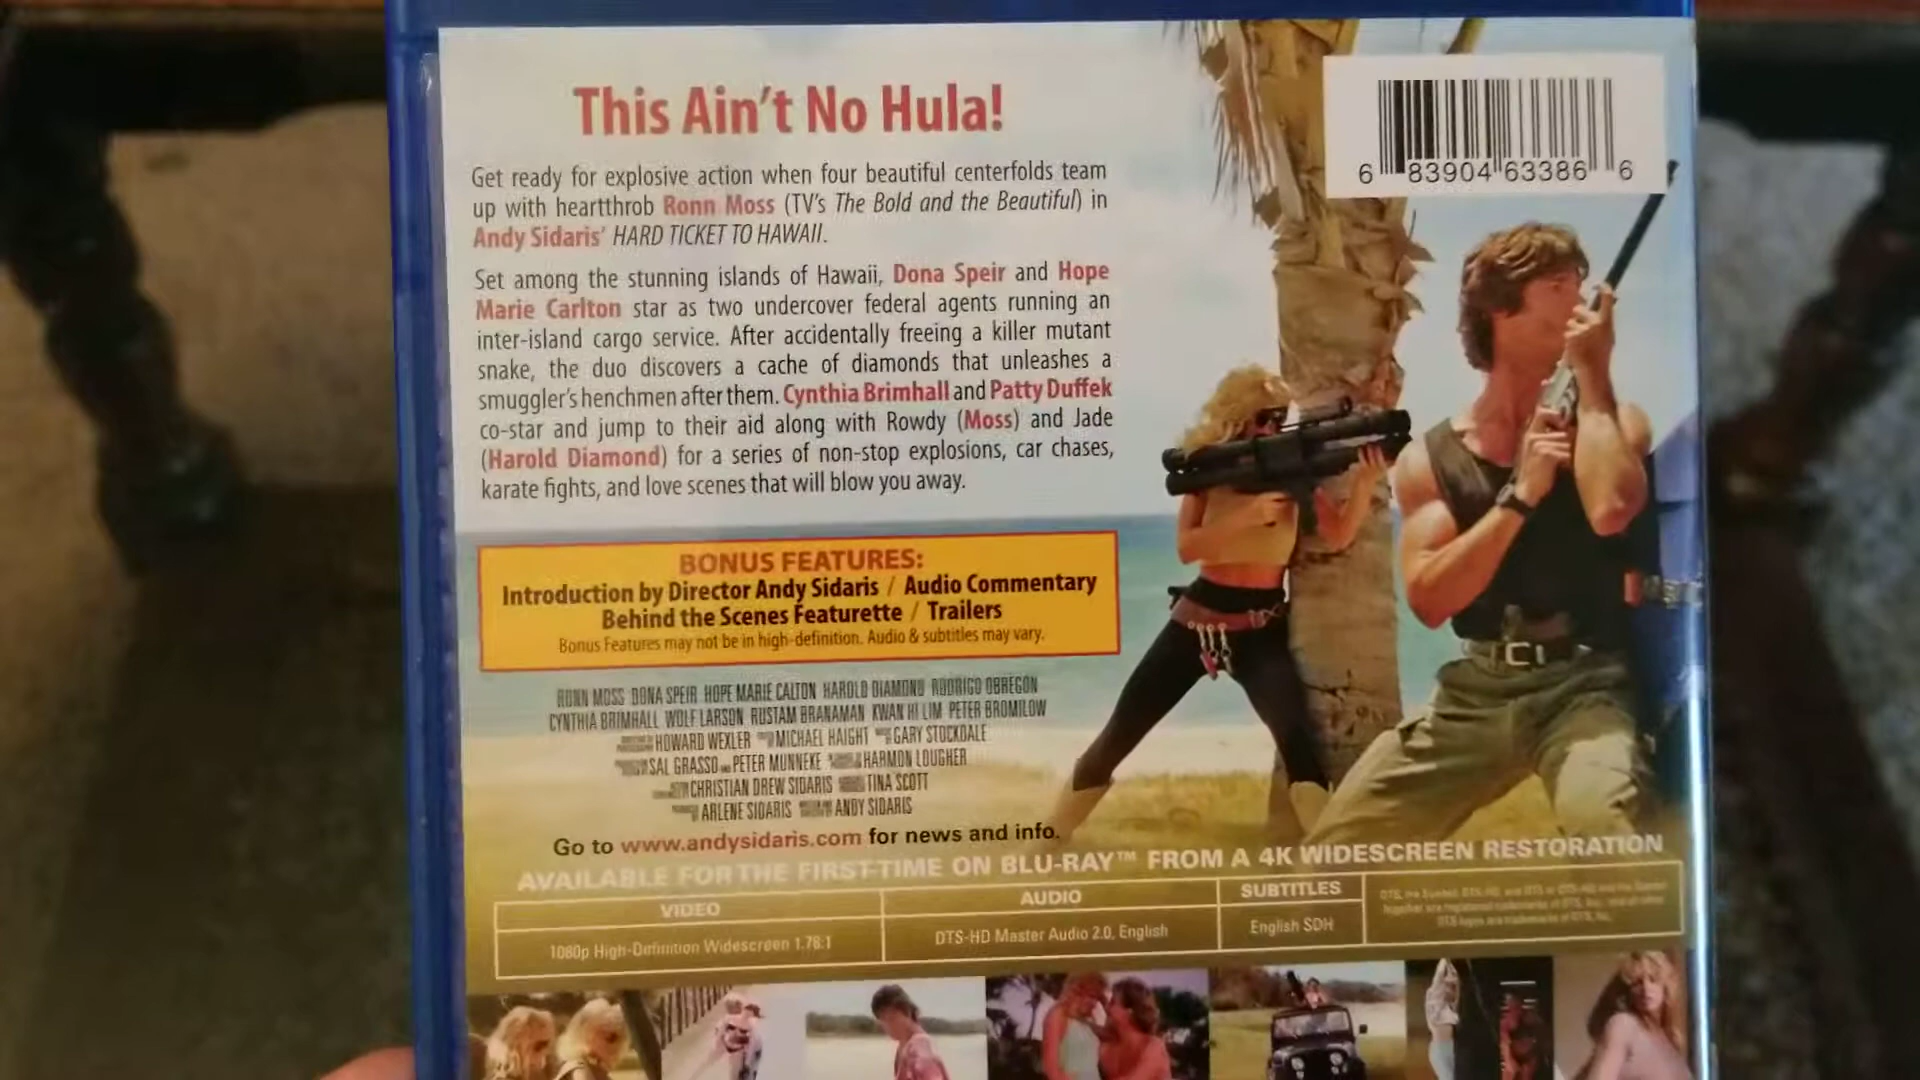 This Ain't No Hula!
6 83904 63386 6
Get ready for explosive action when four beautiful centerfolds team
up with heartthrob Ronn Moss (TV's The Bold and the Beautiful) in
Andy Sidaris' HARD TICKET TO HAWAII.
Set among the stunning islands of Hawaii, Dona Speir and Hope
Marie Carlton star as two undercover federal agents running an
inter-island cargo service. After accidentally freeing a killer mutant
snake, the duo discovers a cache of diamonds that unleashes a
smuggler's henchmen after them. Cynthia Brimhall and Patty Duffek
co-star and jump to their aid along with Rowdy (Moss) and Jade
(Harold Diamond) for a series of non-stop explosions, car chases,
karate fights, and love scenes that will blow you away.
BONUS FEATURES:
Introduction by Director Andy Sidaris / Audio Commentary
Behind the Scenes Featurette / Trailers
Bonus Features may not be in high-definition. Audio & subtitles may vary.
RONN MOSS DONA SPEIR HOPE MARIE CALTON HAROLD DIAMOND RODRIGO OBREGON
CYNTHIA BRIMHALL WOLF LARSON RUSTAM BRANAMAN KWAN HI LIM PETER BROMILOW
HOWARD WEXLER MICHAEL HAIGHT GARY STOCKDALE
SAL GRASSO PETER MUNNEKE HARMON LOUGHER
CHRISTIAN DREW SIDARIS TINA SCOTT
ARLENE SIDARIS ANDY SIDARIS
Go to www.andysidaris.com for news and info.
AVAILABLE FOR THE FIRST-TIME ON BLU-RAY™ FROM A 4K WIDESCREEN RESTORATION
VIDEO AUDIO SUBTITLES
1080p High-Definition Widescreen 1.78:1 DTS-HD Master Audio 2.0, English English SDH